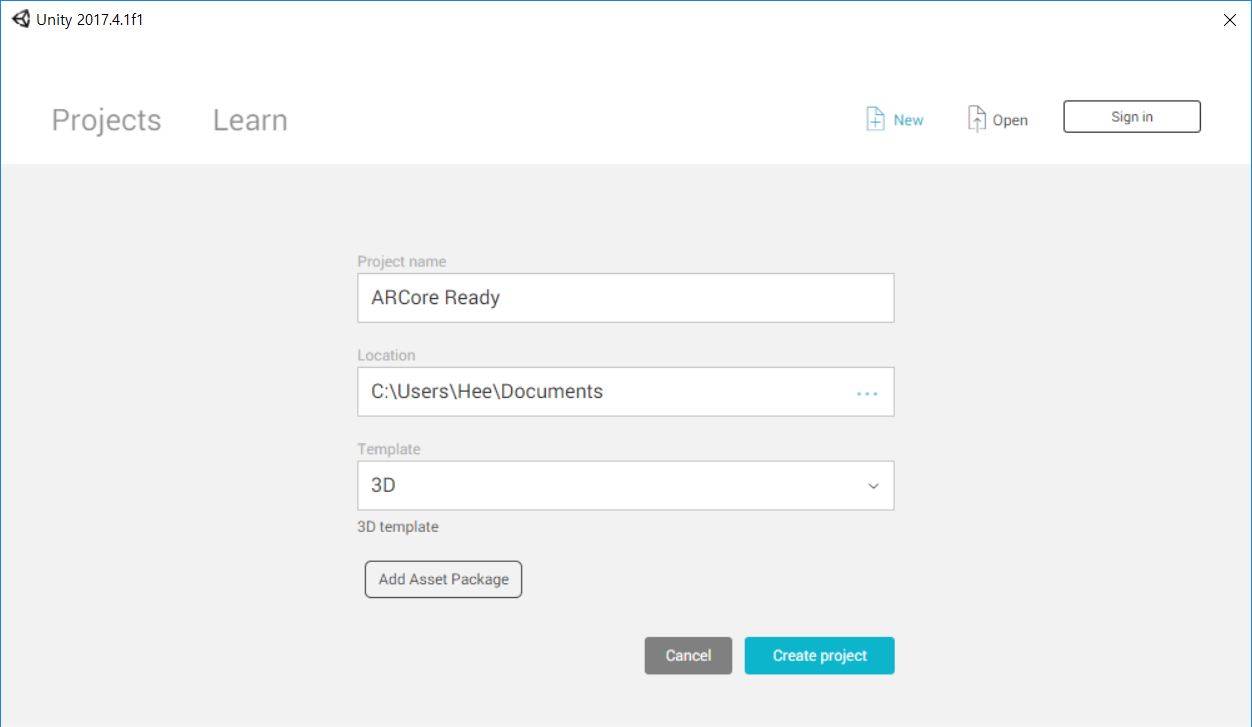 Unity 2017.4.1f1
Projects Learn New Open Sign in
Project name
ARCore Ready
Location
C:\Users\Hee\Documents
Template
3D
3D template
Add Asset Package
Cancel Create project